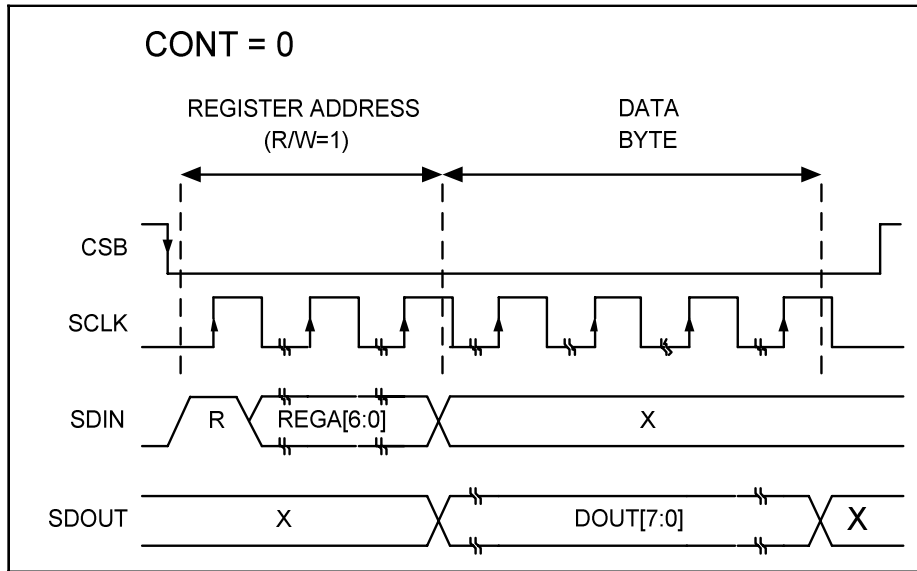 CONT = 0
REGISTER ADDRESS
(R/W=1)
DATA
BYTE
CSB
SCLK
SDIN R REGA[6:0] X
SDOUT X DOUT[7:0] X